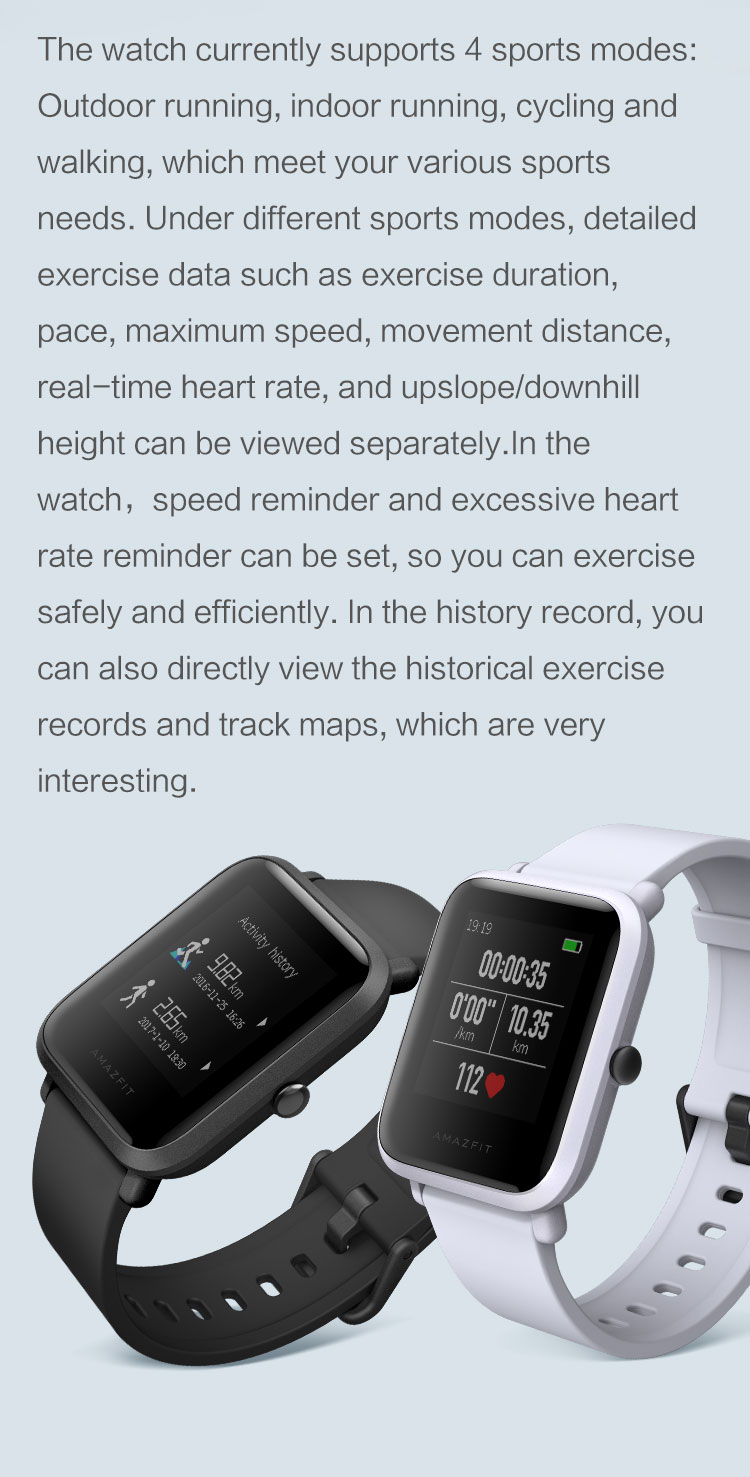 The watch currently supports 4 sports modes:
Outdoor running, indoor running, cycling and
walking, which meet your various sports
needs. Under different sports modes, detailed
exercise data such as exercise duration,
pace, maximum speed, movement distance,
real-time heart rate, and upslope/downhill
height can be viewed separately.In the
watch，speed reminder and excessive heart
rate reminder can be set, so you can exercise
safely and efficiently. In the history record, you
can also directly view the historical exercise
records and track maps, which are very
interesting.
Activity history
9.82 km
2016-11-25 16:26
2.65 km
2017-1-10 18:30
AMAZFIT
19:19
00:00:35
0'00" 10.35
/km km
112
AMAZFIT